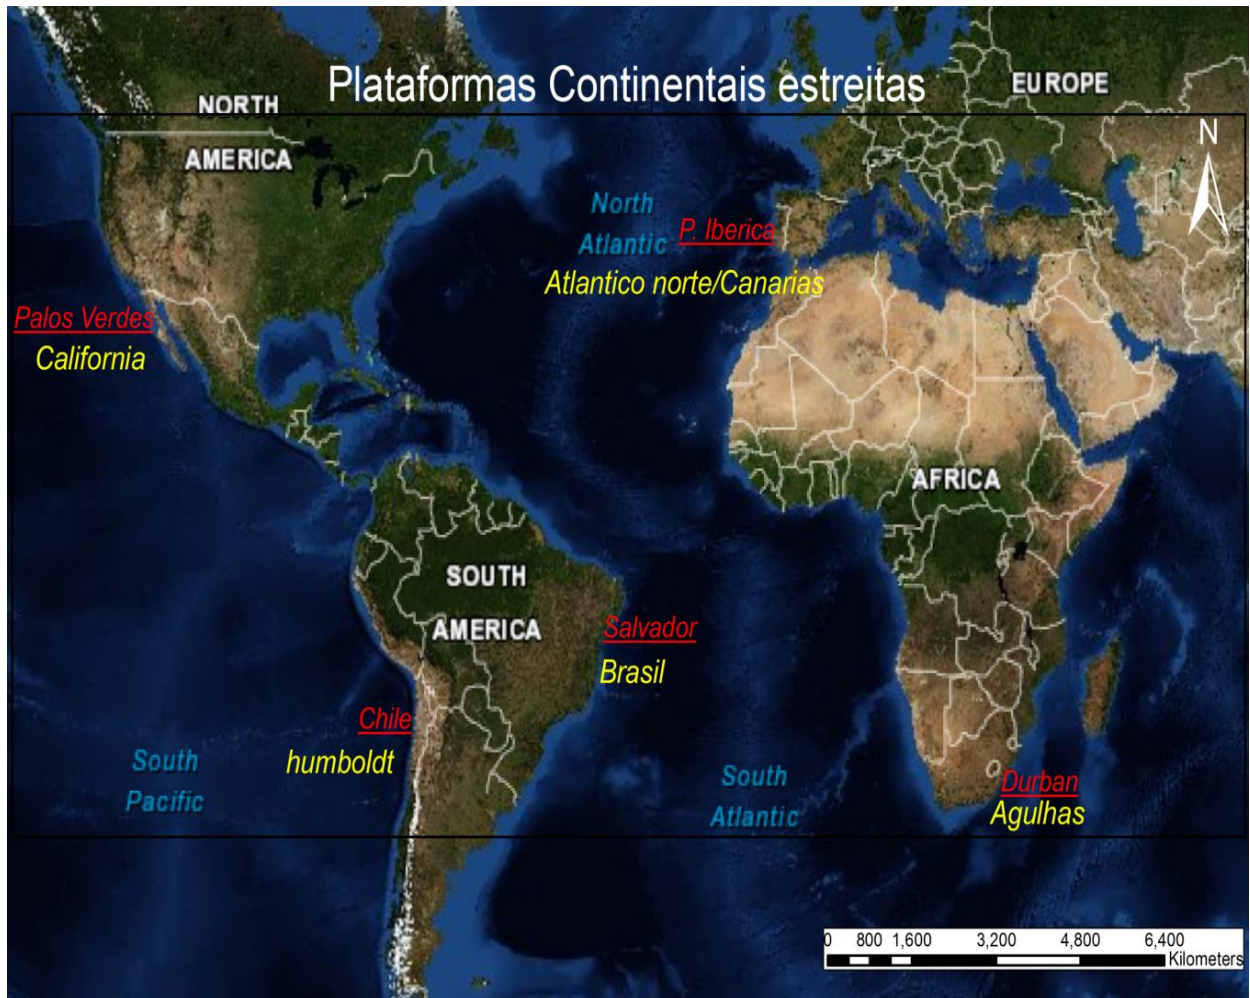 Plataformas Continentais estreitas
EUROPE
NORTH
AMERICA
N
North
Atlantic
P. Iberica
Atlantico norte/Canarias
Palos Verdes
California
AFRICA
SOUTH
AMERICA
Salvador
Brasil
Chile
humboldt
South
Pacific
South
Atlantic
Durban
Agulhas
0 800 1,600 3,200 4,800 6,400
Kilometers